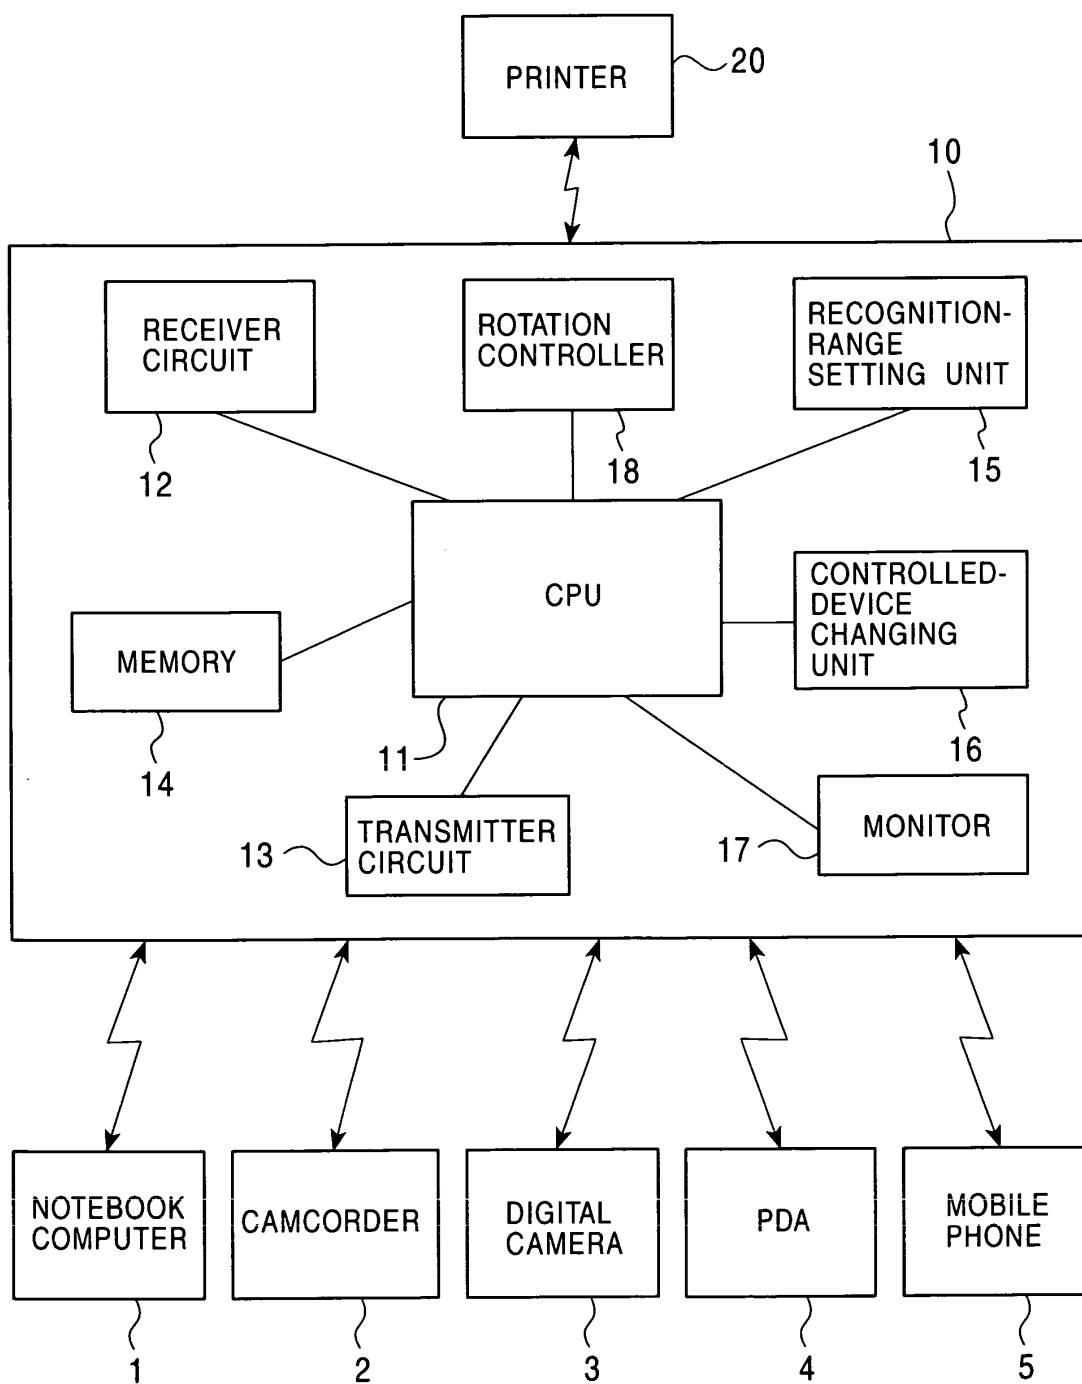 PRINTER
20
10
RECEIVER
CIRCUIT
12
ROTATION
CONTROLLER
18
RECOGNITION-
RANGE
SETTING UNIT
15
CPU
11
CONTROLLED-
DEVICE
CHANGING
UNIT
16
MEMORY
14
TRANSMITTER
CIRCUIT
13
MONITOR
17
NOTEBOOK
COMPUTER
1
CAMCORDER
2
DIGITAL
CAMERA
3
PDA
4
MOBILE
PHONE
5